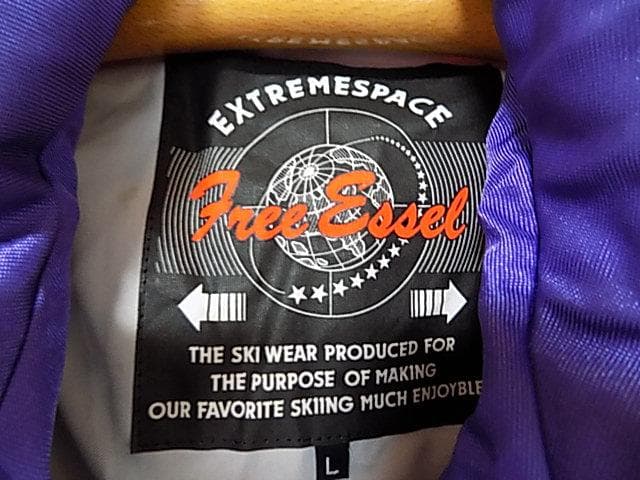 EXTREMESPACE
Free Essel
THE SKI WEAR PRODUCED FOR
THE PURPOSE OF MAKING
OUR FAVORITE SKIING MUCH ENJOYBLE
L